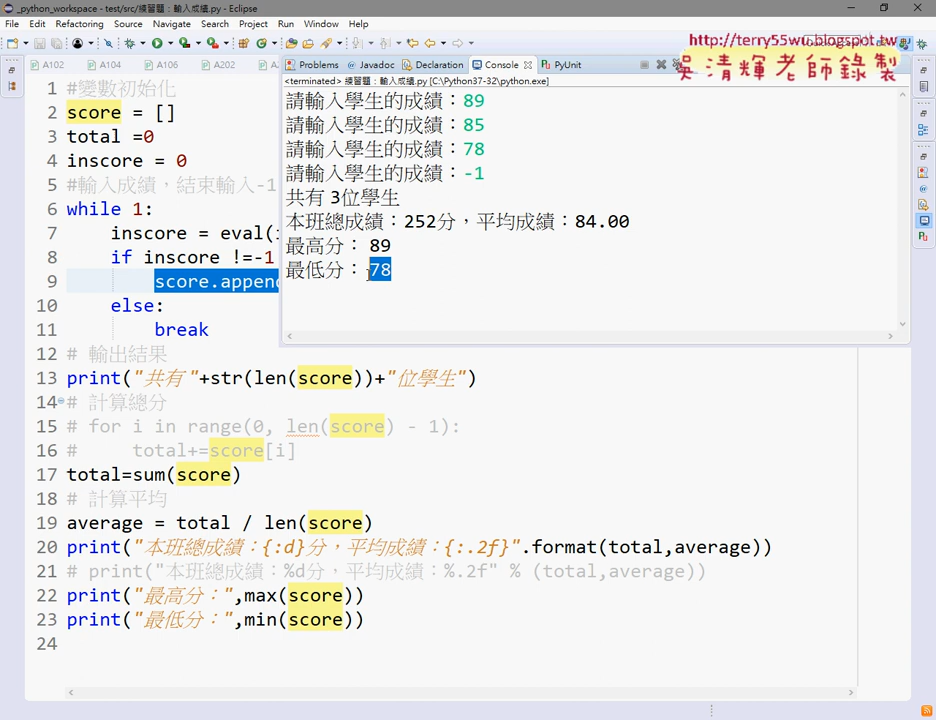 _python_workspace - test/src/練習題：輸入成績.py - Eclipse
File Edit Refactoring Source Navigate Search Project Run Window Help
http://terry55wu.blogspot.tw
吳清輝老師錄製
A102 A104 A106 A202
Problems @ Javadoc Declaration Console PyUnit
<terminated> 練習題：輸入成績.py [C:\Python37-32\python.exe]
請輸入學生的成績：89
請輸入學生的成績：85
請輸入學生的成績：78
請輸入學生的成績：-1
共有 3位學生
本班總成績：252分，平均成績：84.00
最高分： 89
最低分： 78
1 #變數初始化
2 score = []
3 total =0
4 inscore = 0
5 #輸入成績，結束輸入-1
6 while 1:
7 inscore = eval(
8 if inscore !=-1
9 score.append
10 else:
11 break
12 # 輸出結果
13 print("共有 "+str(len(score))+"位學生")
14 # 計算總分
15 # for i in range(0, len(score) - 1):
16 # total+=score[i]
17 total=sum(score)
18 # 計算平均
19 average = total / len(score)
20 print("本班總成績：{:d}分，平均成績：{:.2f}".format(total,average))
21 # print("本班總成績：%d分，平均成績：%.2f" % (total,average))
22 print("最高分：",max(score))
23 print("最低分：",min(score))
24